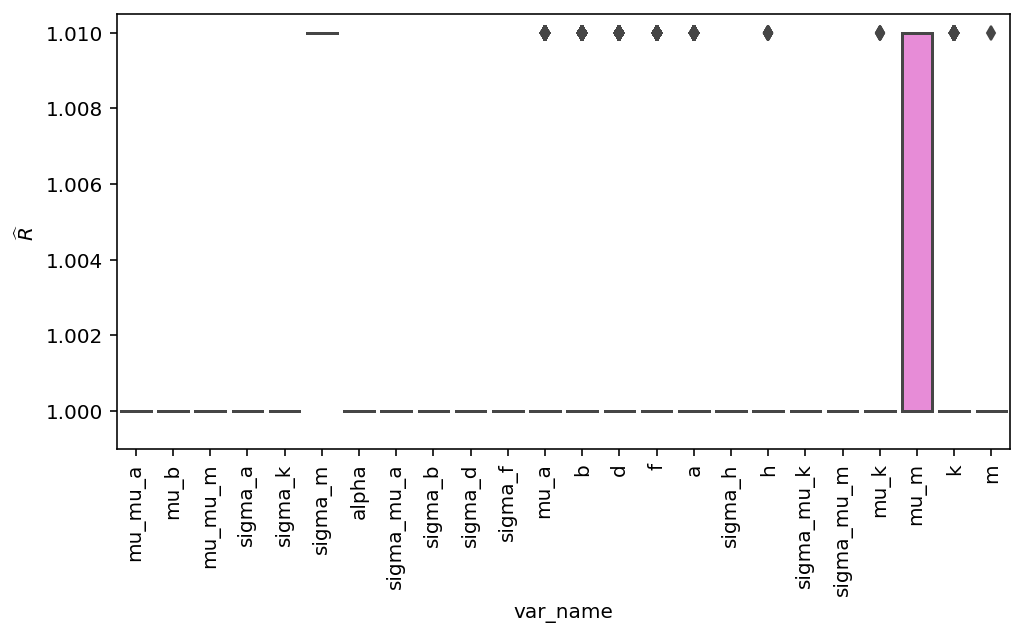 1.010
1.008
1.006
1.004
1.002
1.000
R̂
mu_mu_a
mu_b
mu_mu_m
sigma_a
sigma_k
sigma_m
alpha
sigma_mu_a
sigma_b
sigma_d
sigma_f
mu_a
b
d
f
a
sigma_h
h
sigma_mu_k
sigma_mu_m
mu_k
mu_m
k
m
var_name